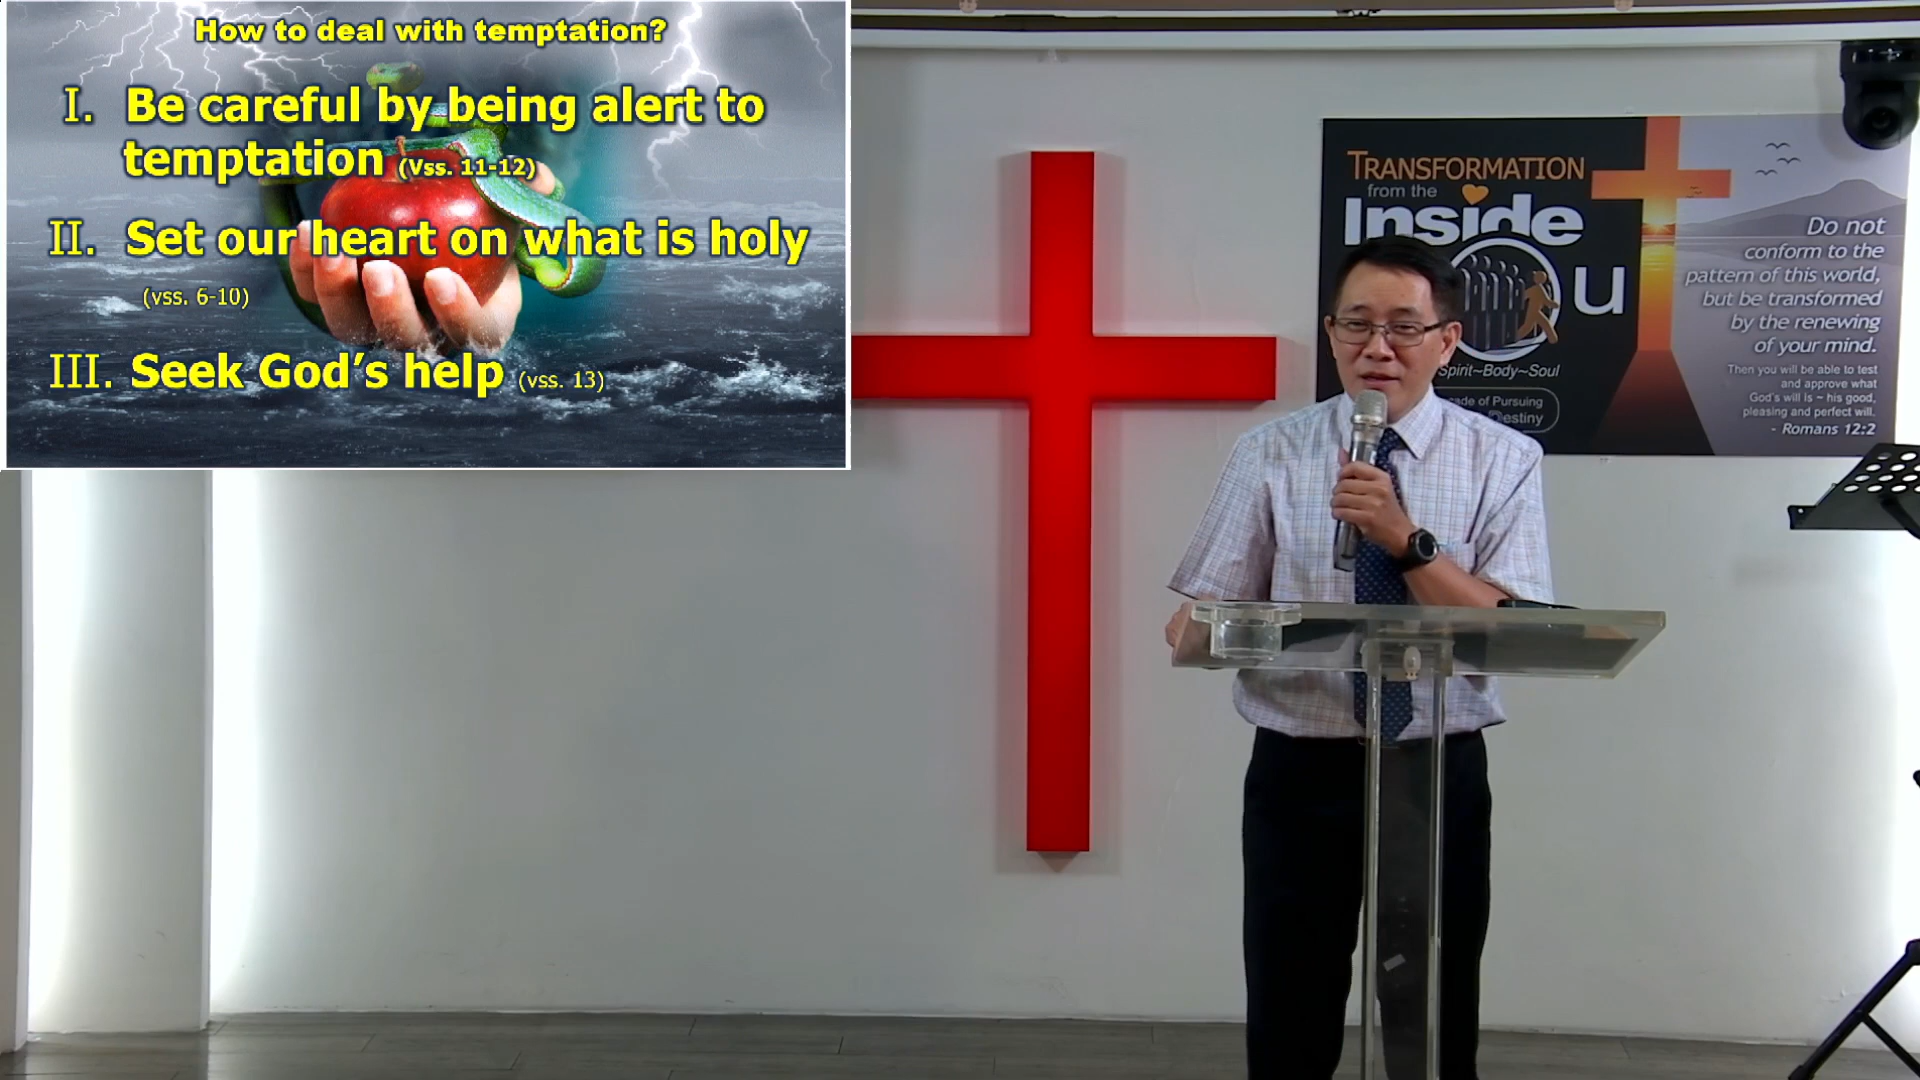 How to deal with temptation?
I. Be careful by being alert to
temptation (Vss. 11-12)
II. Set our heart on what is holy
(vss. 6-10)
III. Seek God's help (vss. 13)
TRANSFORMATION
from the
Inside
u
Spirit~Body~Soul
of Pursuing
Destiny
Do not
conform to the
pattern of this world,
but be transformed
by the renewing
of your mind.
Then you will be able to test
and approve what
God's will is ~ his good,
pleasing and perfect will.
- Romans 12:2